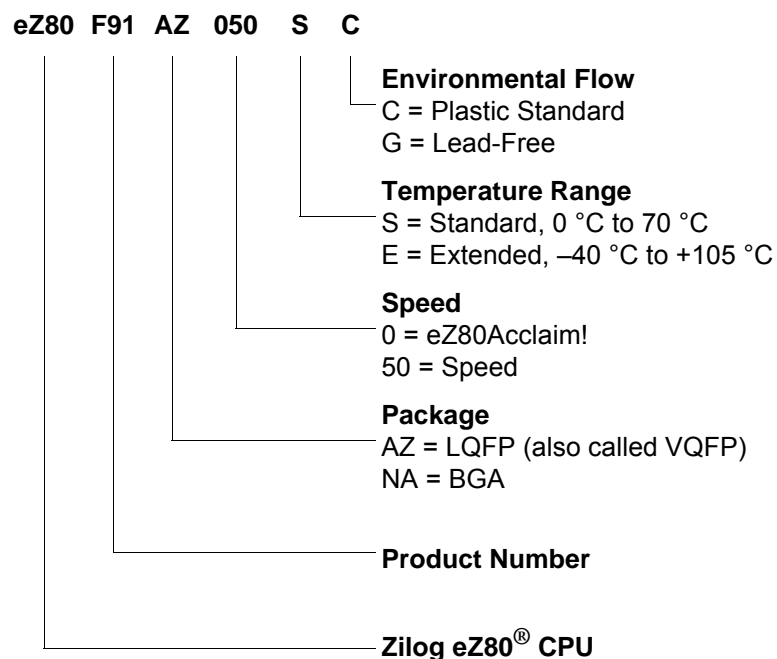 eZ80 F91 AZ 050 S C
Environmental Flow
C = Plastic Standard
G = Lead-Free
Temperature Range
S = Standard, 0 °C to 70 °C
E = Extended, –40 °C to +105 °C
Speed
0 = eZ80Acclaim!
50 = Speed
Package
AZ = LQFP (also called VQFP)
NA = BGA
Product Number
Zilog eZ80® CPU